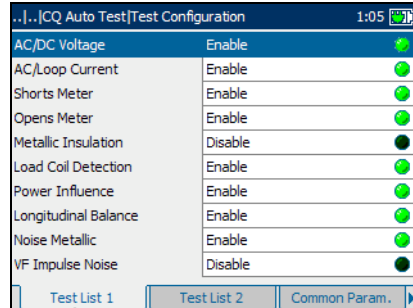 ..|..|CQ Auto Test|Test Configuration 1:05
AC/DC Voltage Enable
AC/Loop Current Enable
Shorts Meter Enable
Opens Meter Enable
Metallic Insulation Disable
Load Coil Detection Enable
Power Influence Enable
Longitudinal Balance Enable
Noise Metallic Enable
VF Impulse Noise Disable
Test List 1 Test List 2 Common Param.